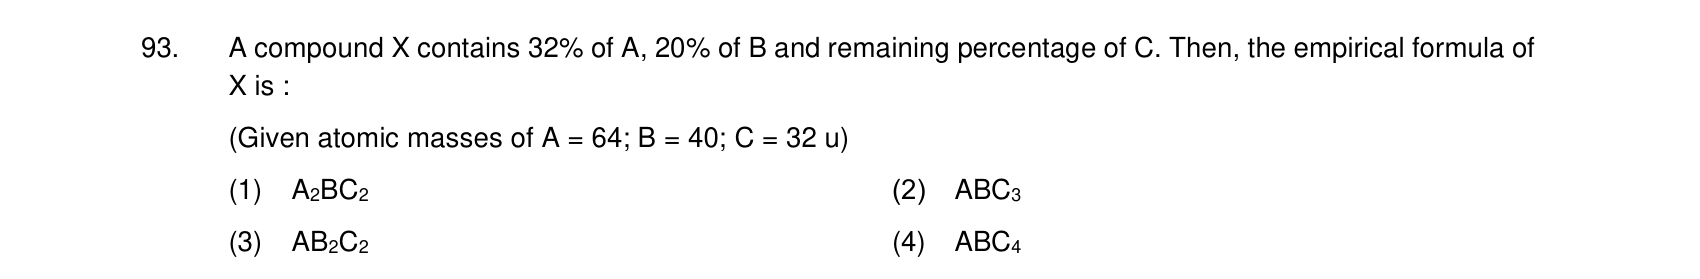 93. A compound X contains 32% of A, 20% of B and remaining percentage of C. Then, the empirical formula of
X is :
(Given atomic masses of A = 64; B = 40; C = 32 u)
(1) A₂BC₂ (2) ABC₃
(3) AB₂C₂ (4) ABC₄